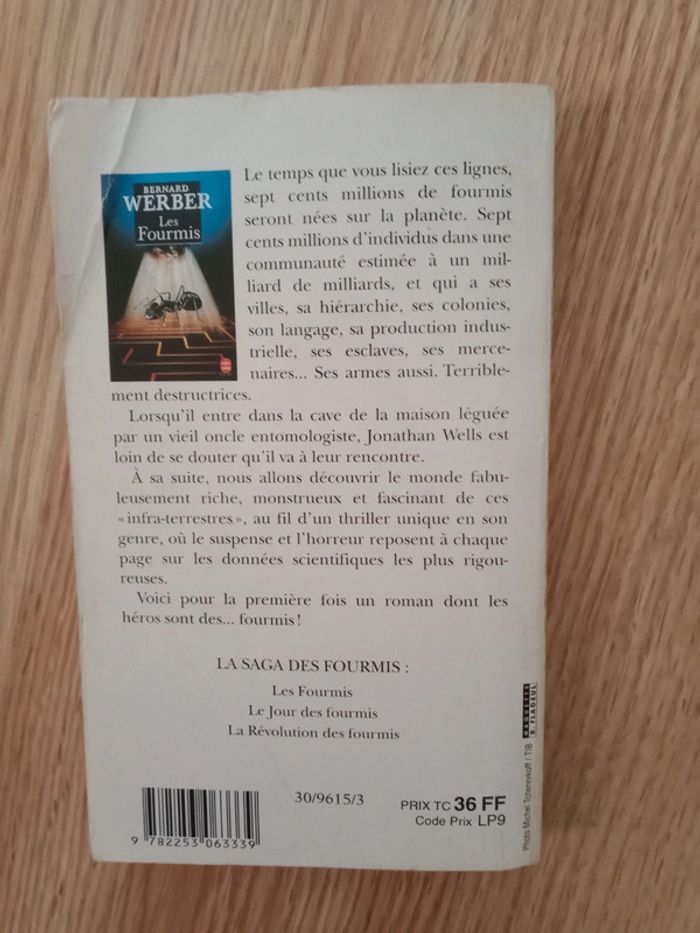 BERNARD
WERBER
Les
Fourmis
Le temps que vous lisiez ces lignes,
sept cents millions de fourmis
seront nées sur la planète. Sept
cents millions d'individus dans une
communauté estimée à un mil-
liard de milliards, et qui a ses
villes, sa hiérarchie, ses colonies,
son langage, sa production indus-
trielle, ses esclaves, ses merce-
naires... Ses armes aussi. Terrible-
ment destructrices.
Lorsqu'il entre dans la cave de la maison léguée
par un vieil oncle entomologiste, Jonathan Wells est
loin de se douter qu'il va à leur rencontre.
À sa suite, nous allons découvrir le monde fabu-
leusement riche, monstrueux et fascinant de ces
«infra-terrestres», au fil d'un thriller unique en son
genre, où le suspense et l'horreur reposent à chaque
page sur les données scientifiques les plus rigou-
reuses.
Voici pour la première fois un roman dont les
héros sont des... fourmis!
LA SAGA DES FOURMIS :
Les Fourmis
Le Jour des fourmis
La Révolution des fourmis
30/9615/3
PRIX TC 36 FF
Code Prix LP9
9 782253 063339
MAQUETTE
B. FLAGEUL
Photo Michel Tcherevkoff / TIB